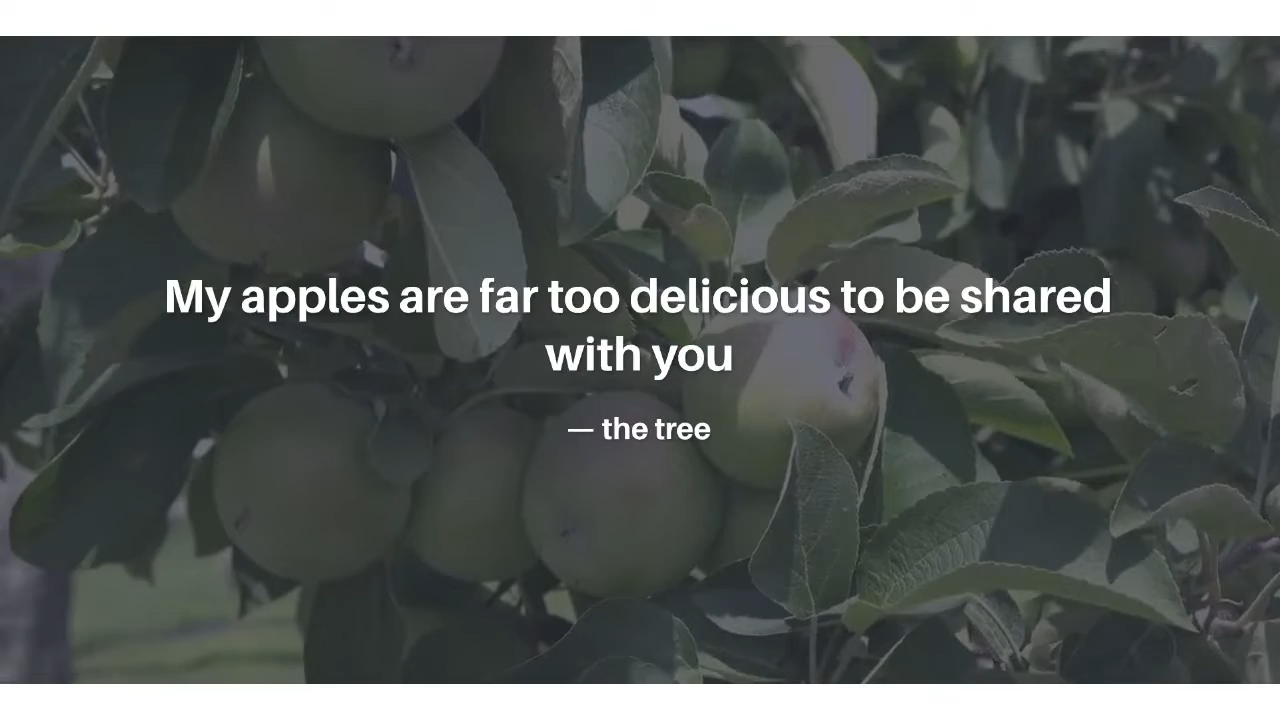 My apples are far too delicious to be shared
with you
— the tree